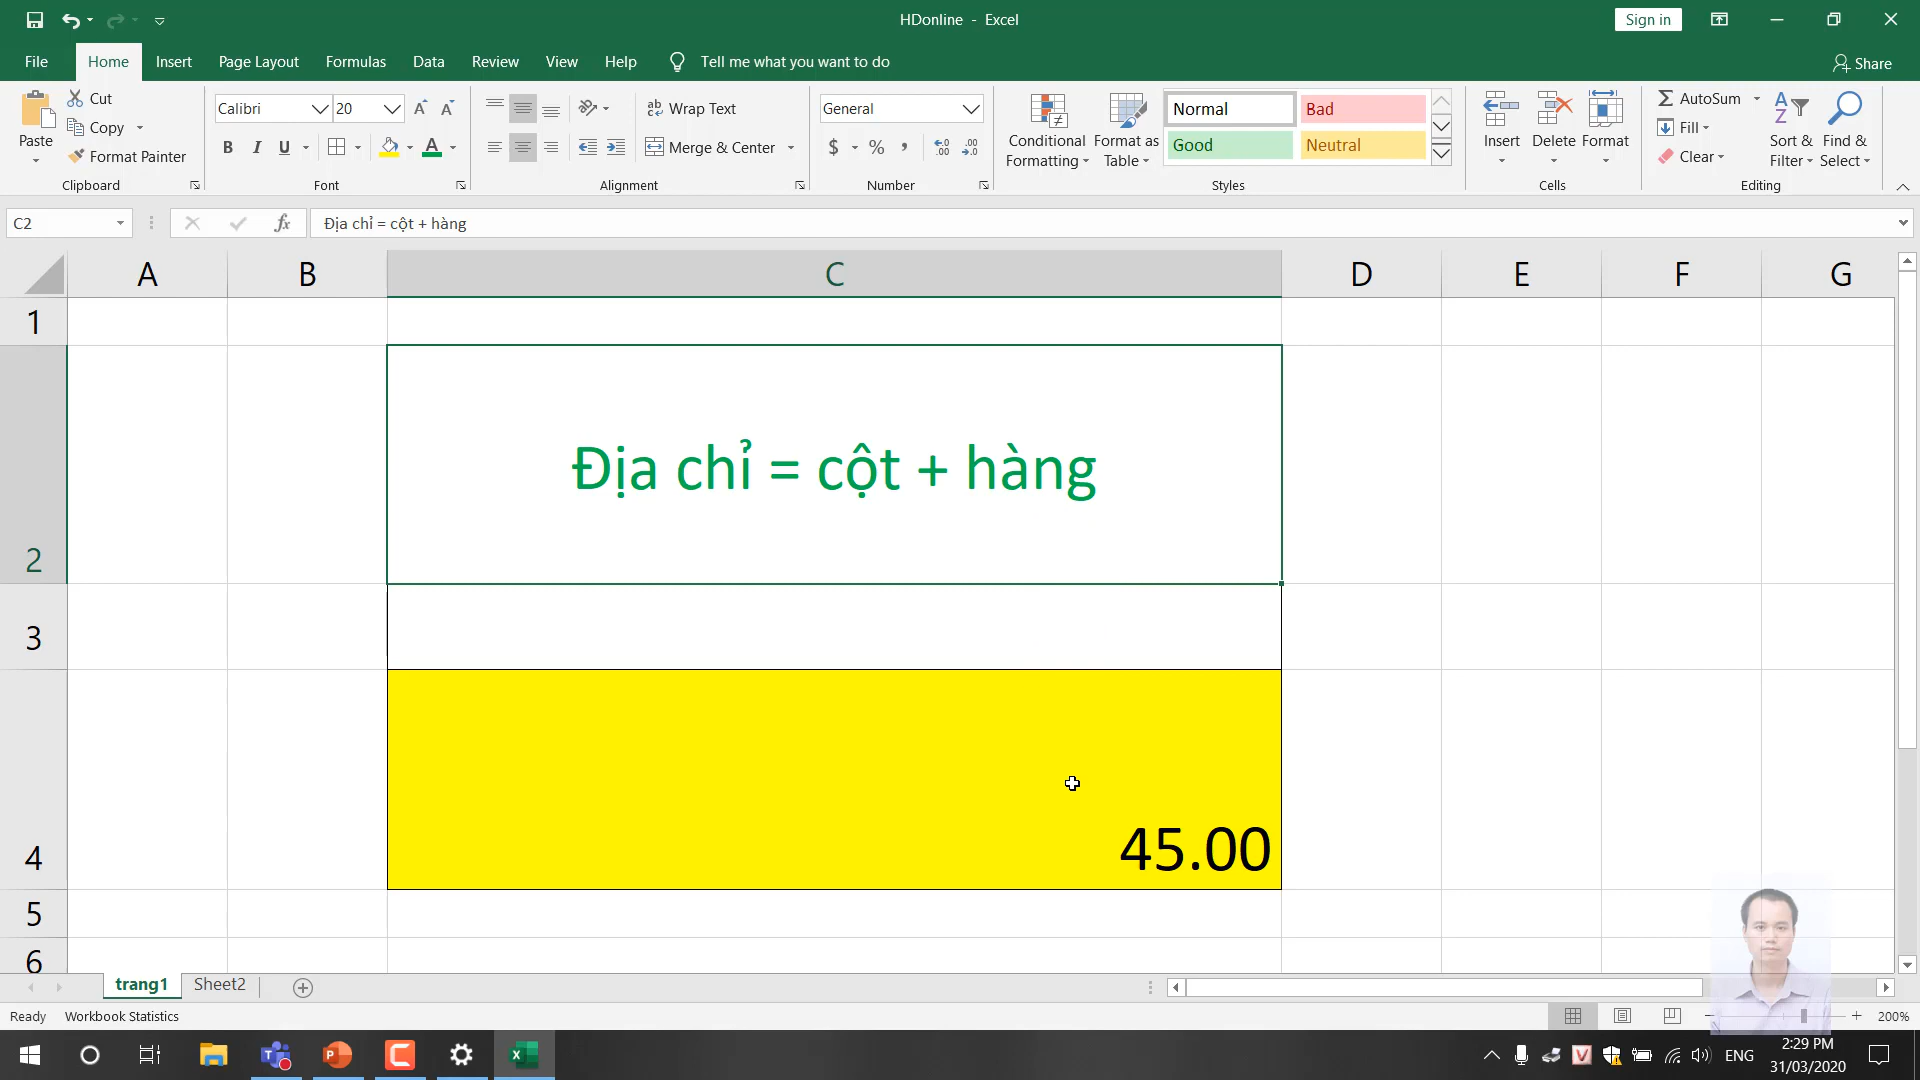 HDonline - Excel
Sign in
File Home Insert Page Layout Formulas Data Review View Help Tell me what you want to do Share
Paste Cut
Copy
Format Painter
Clipboard
Calibri 20
B I U
Font
Wrap Text
Merge & Center
Alignment
General
$ % ,
Number
Conditional Formatting
Format as Table
Normal Bad
Good Neutral
Styles
Insert Delete Format
Cells
AutoSum
Fill
Clear
Sort & Filter
Find & Select
Editing
C2 fx Địa chỉ = cột + hàng
A B C D E F G
1
2 Địa chỉ = cột + hàng
3
4 45.00
5
6
trang1 Sheet2
Ready Workbook Statistics 200%
ENG 2:29 PM
31/03/2020